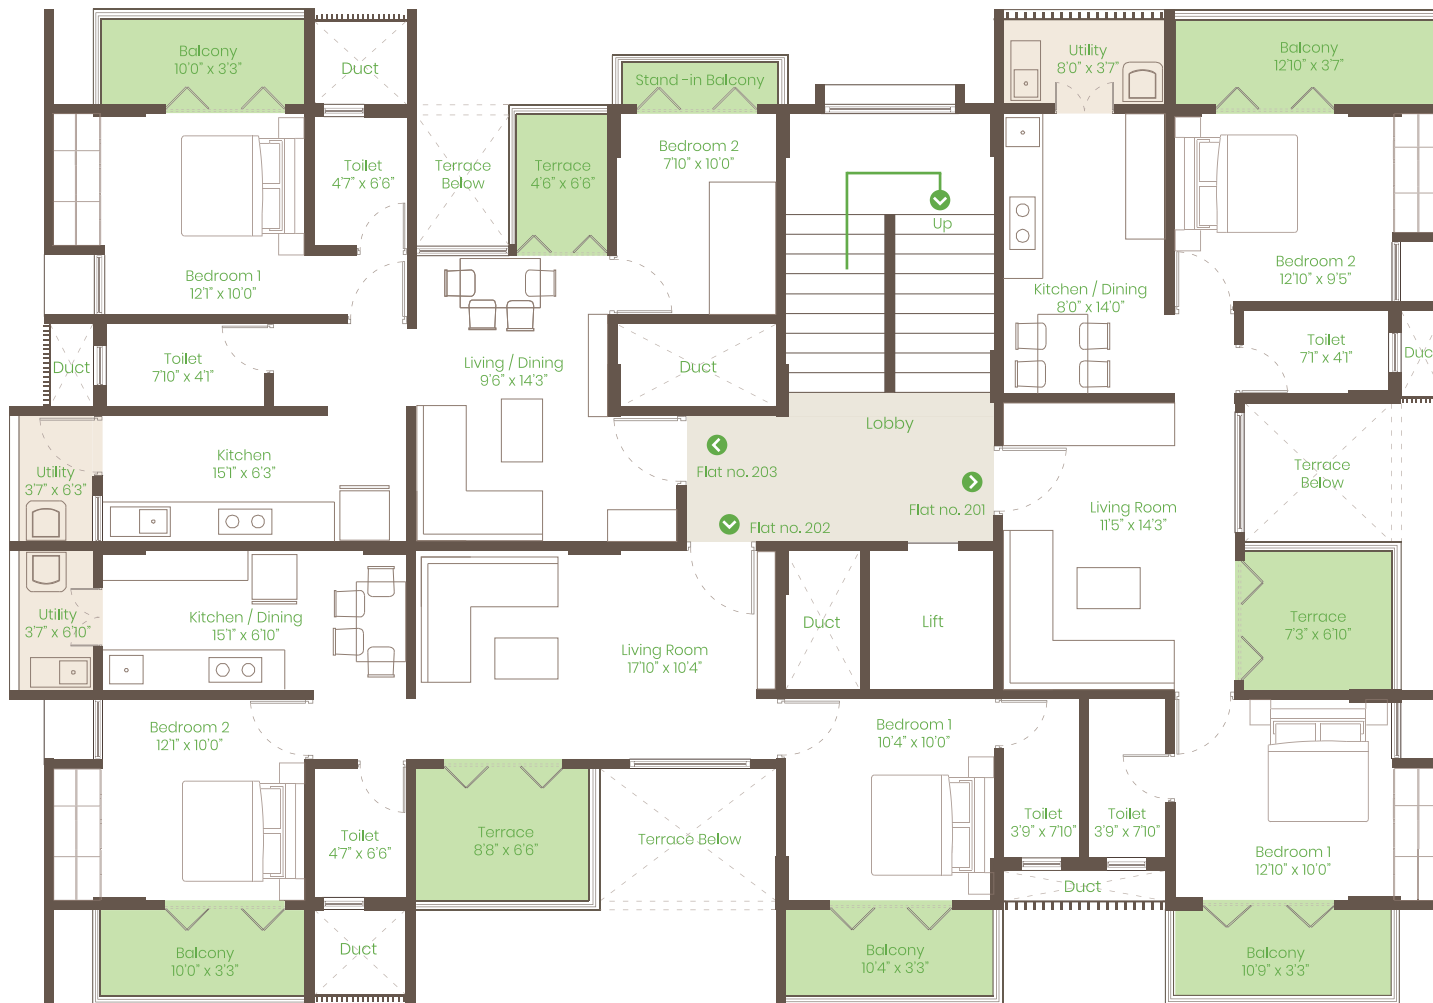 Balcony
10'0" x 3'3"
Duct
Stand -in Balcony
Utility
8'0" x 3'7"
Balcony
12'10" x 3'7"
Toilet
4'7" x 6'6"
Terrace
Below
Terrace
4'6" x 6'6"
Bedroom 2
7'10" x 10'0"
Up
Bedroom 1
12'1" x 10'0"
Kitchen / Dining
8'0" x 14'0"
Bedroom 2
12'10" x 9'5"
Duct
Toilet
7'10" x 4'1"
Living / Dining
9'6" x 14'3"
Duct
Toilet
7'1" x 4'1"
Duc
Lobby
Kitchen
15'1" x 6'3"
Utility
3'7" x 6'3"
Flat no. 203
Flat no. 201
Flat no. 202
Living Room
11'5" x 14'3"
Terrace
Below
Utility
3'7" x 6'10"
Kitchen / Dining
15'1" x 6'10"
Living Room
17'10" x 10'4"
Duct
Lift
Terrace
7'3" x 6'10"
Bedroom 2
12'1" x 10'0"
Bedroom 1
10'4" x 10'0"
Toilet
4'7" x 6'6"
Terrace
8'8" x 6'6"
Terrace Below
Toilet
3'9" x 7'10"
Toilet
3'9" x 7'10"
Bedroom 1
12'10" x 10'0"
Duct
Balcony
10'0" x 3'3"
Duct
Balcony
10'4" x 3'3"
Balcony
10'9" x 3'3"